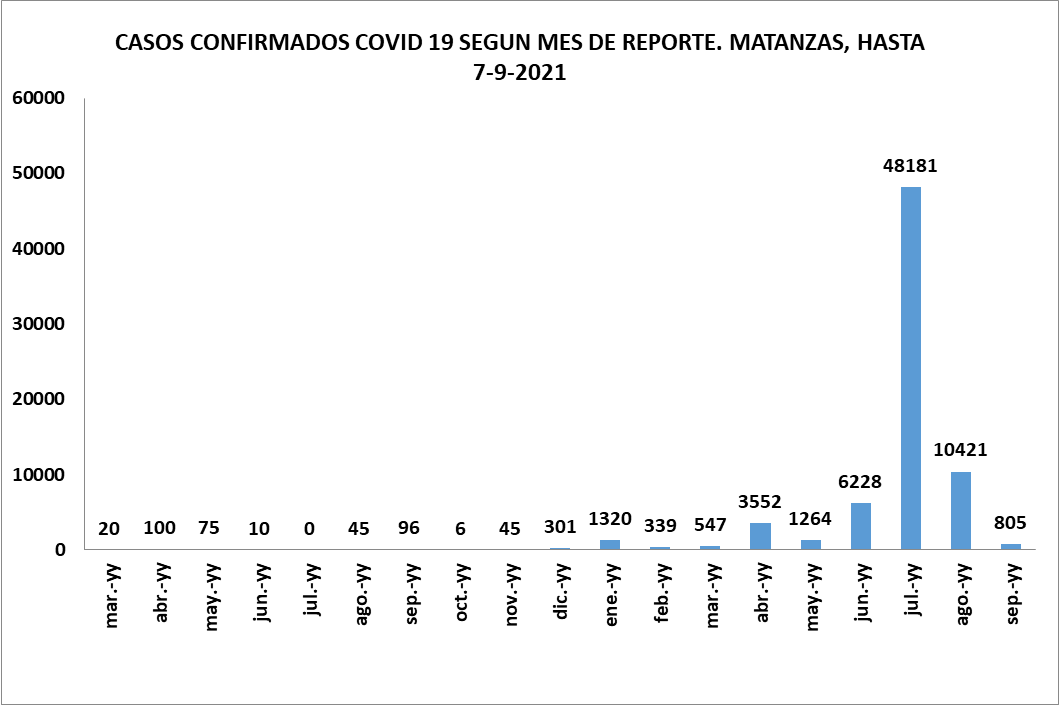 CASOS CONFIRMADOS COVID 19 SEGUN MES DE REPORTE. MATANZAS, HASTA
7-9-2021
60000
50000
40000
30000
20000
10000
0
20
100
75
10
0
45
96
6
45
301
1320
339
547
3552
1264
6228
48181
10421
805
mar.-yy
abr.-yy
may.-yy
jun.-yy
jul.-yy
ago.-yy
sep.-yy
oct.-yy
nov.-yy
dic.-yy
ene.-yy
feb.-yy
mar.-yy
abr.-yy
may.-yy
jun.-yy
jul.-yy
ago.-yy
sep.-yy